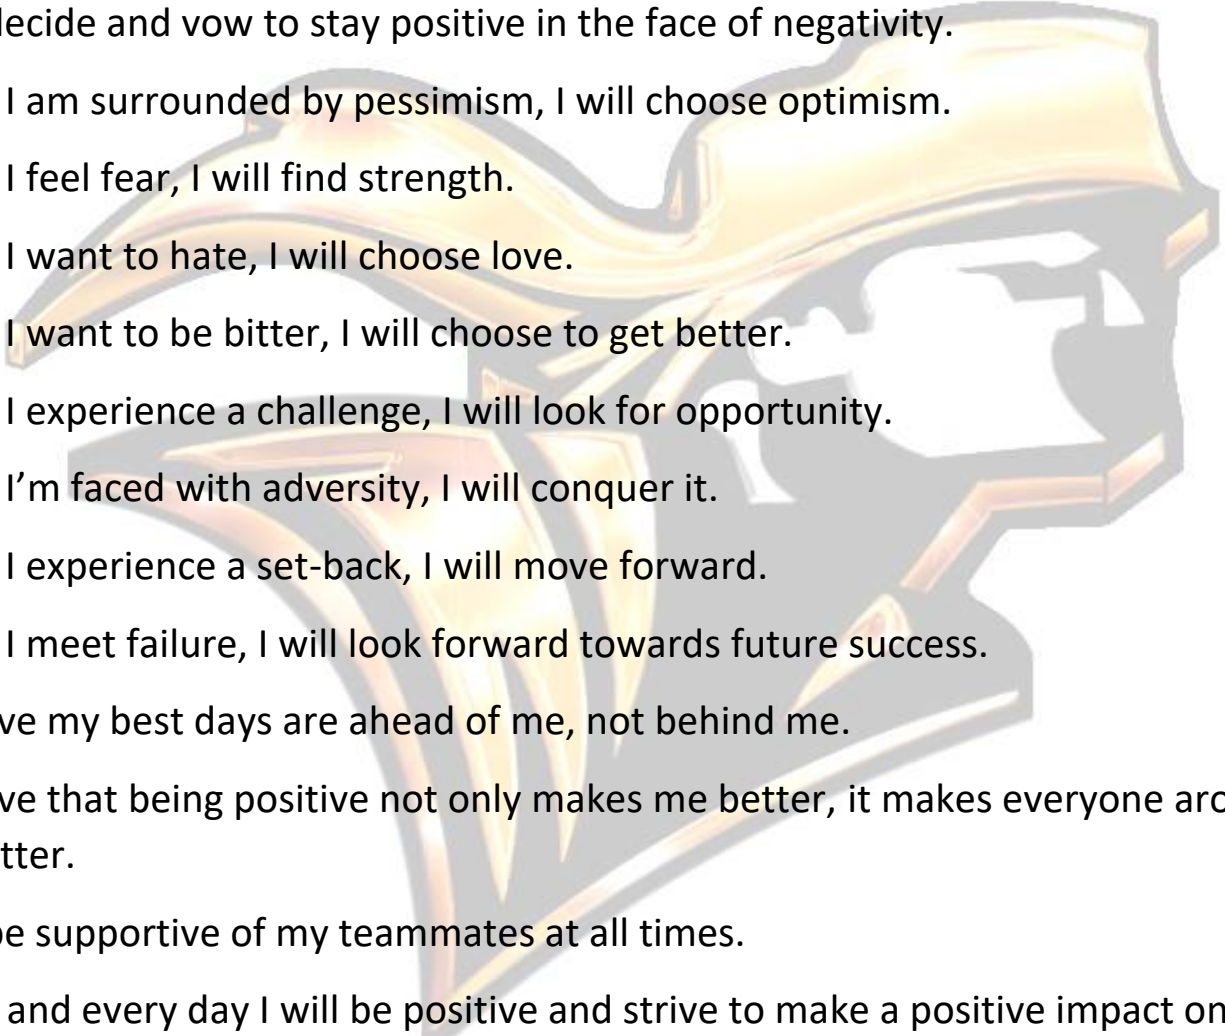 decide and vow to stay positive in the face of negativity.
I am surrounded by pessimism, I will choose optimism.
I feel fear, I will find strength.
I want to hate, I will choose love.
I want to be bitter, I will choose to get better.
I experience a challenge, I will look for opportunity.
I’m faced with adversity, I will conquer it.
I experience a set-back, I will move forward.
I meet failure, I will look forward towards future success.
ve my best days are ahead of me, not behind me.
ve that being positive not only makes me better, it makes everyone aro
tter.
be supportive of my teammates at all times.
and every day I will be positive and strive to make a positive impact on